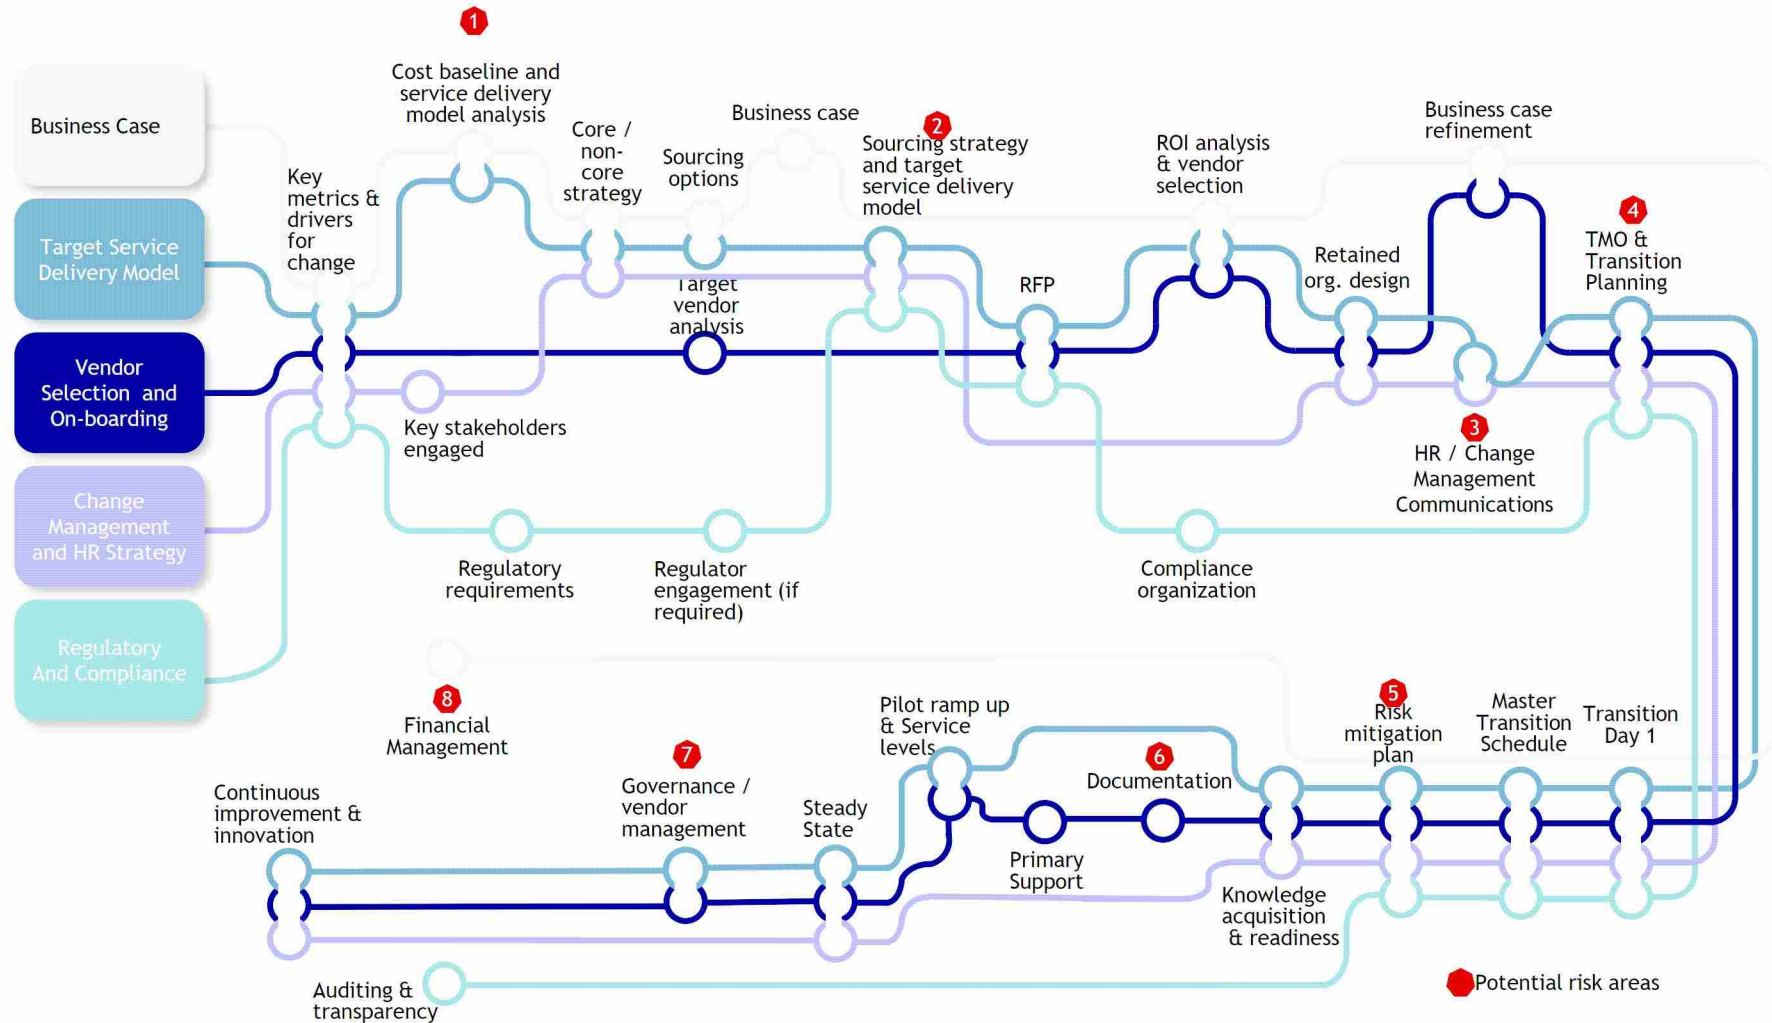 1
Cost baseline and
service delivery
model analysis
Business Case
Key
metrics &
drivers
for
change
Core /
non-
core
strategy
Sourcing
options
Business case
2
Sourcing strategy
and target
service delivery
model
ROI analysis
& vendor
selection
Business case
refinement
4
TMO &
Transition
Planning
Target Service
Delivery Model
Target
vendor
analysis
RFP
Retained
org. design
Vendor
Selection and
On-boarding
Key stakeholders
engaged
3
HR / Change
Management
Communications
Change
Management
and HR Strategy
Regulatory
requirements
Regulator
engagement (if
required)
Compliance
organization
Regulatory
And Compliance
8
Financial
Management
7
Governance /
vendor
management
Pilot ramp up
& Service
levels
6
Documentation
5
Risk
mitigation
plan
Master
Transition
Schedule
Transition
Day 1
Continuous
improvement &
innovation
Steady
State
Primary
Support
Knowledge
acquisition
& readiness
Auditing &
transparency
Potential risk areas